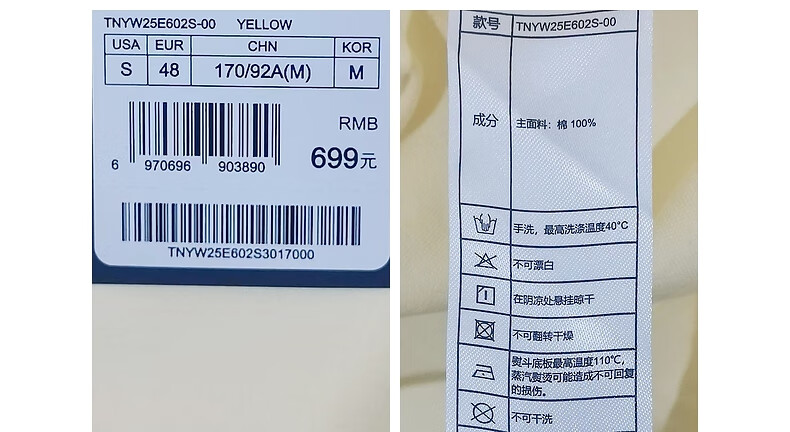 TNYW25E602S-00 YELLOW
USA EUR CHN KOR
S 48 170/92A(M) M
RMB
699元
6 970696 903890
TNYW25E602S3017000
款号 TNYW25E602S-00
成分 主面料：棉 100%
手洗，最高洗涤温度40°C
不可漂白
在阴凉处悬挂晾干
不可翻转干燥
熨斗底板最高温度110℃，
蒸汽熨烫可能造成不可回复
的损伤。
不可干洗